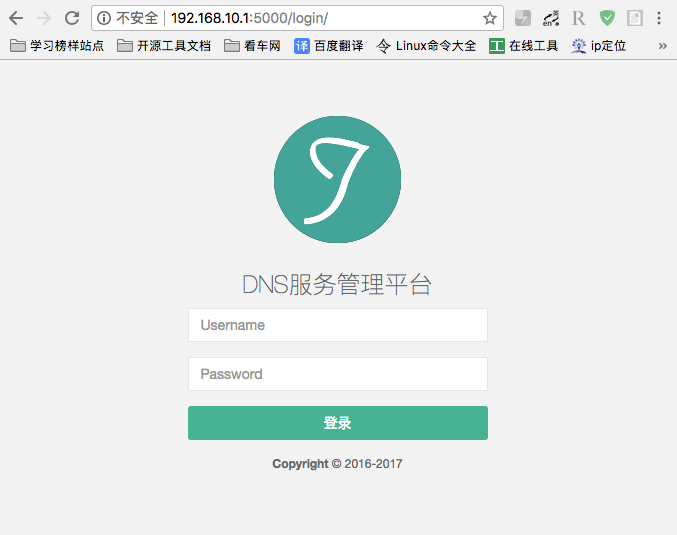 不安全 192.168.10.1:5000/login/
学习榜样站点 开源工具文档 看车网 译 百度翻译 Linux命令大全 工 在线工具 ip定位 »
DNS服务管理平台
Username
Password
登录
Copyright © 2016-2017